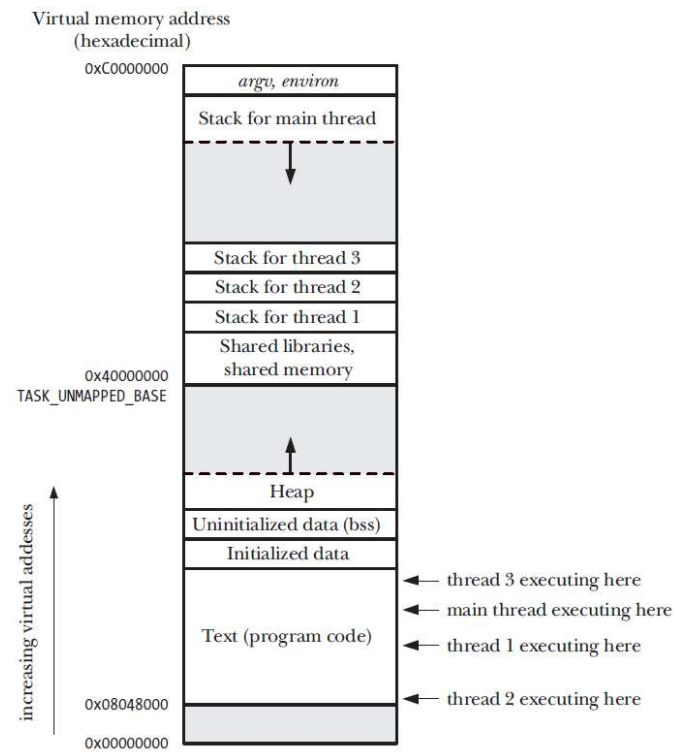 Virtual memory address
(hexadecimal)
0xC0000000
argv, environ
Stack for main thread
Stack for thread 3
Stack for thread 2
Stack for thread 1
Shared libraries,
shared memory
0x40000000
TASK_UNMAPPED_BASE
Heap
Uninitialized data (bss)
Initialized data
thread 3 executing here
main thread executing here
Text (program code)
thread 1 executing here
thread 2 executing here
0x08048000
0x00000000
increasing virtual addesses